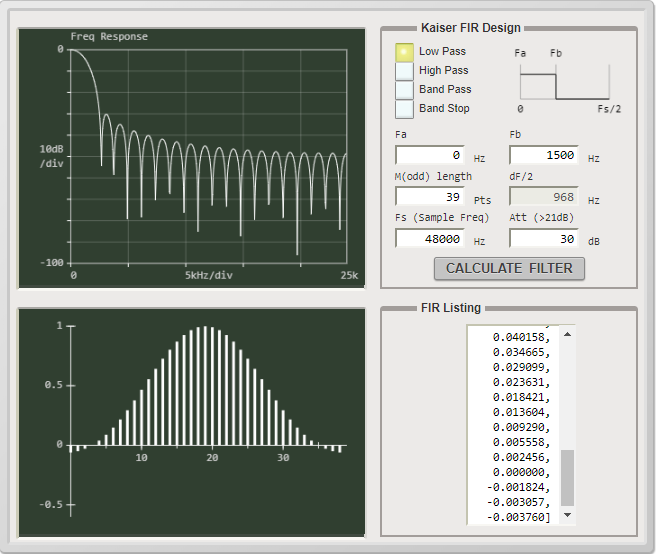 Freq Response
0
10dB
/div
-100
0
5kHz/div
25k
Kaiser FIR Design
Low Pass
High Pass
Band Pass
Band Stop
Fa
Fb
0
Fs/2
Fa
Fb
0 Hz
1500 Hz
M(odd) length
dF/2
39 Pts
968 Hz
Fs (Sample Freq)
Att (>21dB)
48000 Hz
30 dB
CALCULATE FILTER
1
0.5
0
-0.5
10
20
30
FIR Listing
0.040158,
0.034665,
0.029099,
0.023631,
0.018421,
0.013604,
0.009290,
0.005558,
0.002456,
0.000000,
-0.001824,
-0.003057,
-0.003760]